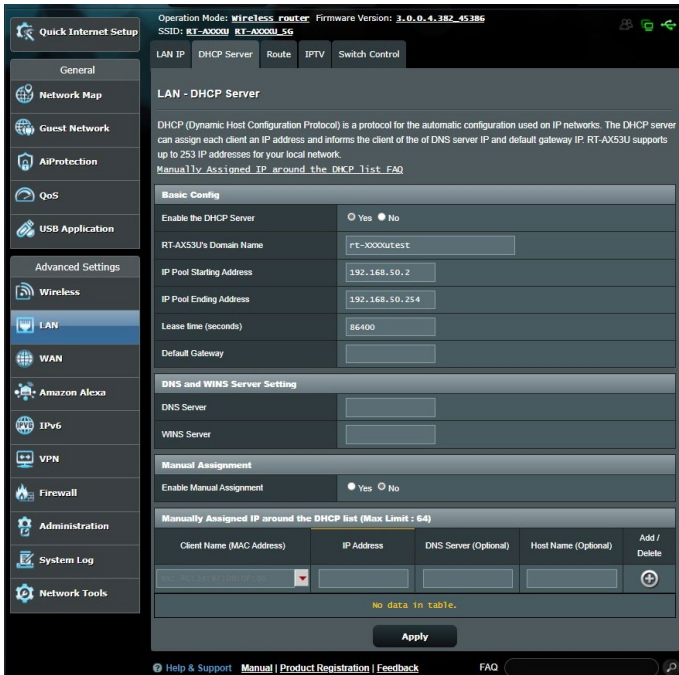 Quick Internet Setup
General
Network Map
Guest Network
AiProtection
QoS
USB Application
Advanced Settings
Wireless
LAN
WAN
Amazon Alexa
IPv6
VPN
Firewall
Administration
System Log
Network Tools
Operation Mode: Wireless router Firmware Version: 3.0.0.4.382_45386
SSID: RT-AXXXU RT-AXXXU_5G
LAN IP DHCP Server Route IPTV Switch Control
LAN - DHCP Server
DHCP (Dynamic Host Configuration Protocol) is a protocol for the automatic configuration used on IP networks. The DHCP server
can assign each client an IP address and informs the client of the of DNS server IP and default gateway IP. RT-AX53U supports
up to 253 IP addresses for your local network.
Manually Assigned IP around the DHCP list FAQ
Basic Config
Enable the DHCP Server Yes No
RT-AX53U's Domain Name rt-XXXXutest
IP Pool Starting Address 192.168.50.2
IP Pool Ending Address 192.168.50.254
Lease time (seconds) 86400
Default Gateway
DNS and WINS Server Setting
DNS Server
WINS Server
Manual Assignment
Enable Manual Assignment Yes No
Manually Assigned IP around the DHCP list (Max Limit : 64)
Client Name (MAC Address) IP Address DNS Server (Optional) Host Name (Optional) Add / Delete
No data in table.
Apply
Help & Support Manual | Product Registration | Feedback FAQ